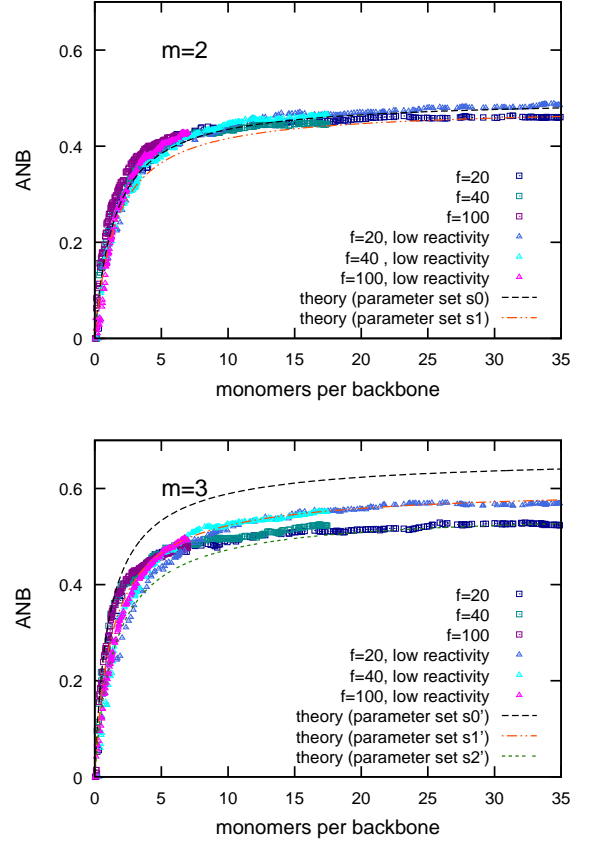 0.6
m=2
0.4
ANB
f=20
f=40
f=100
0.2
f=20, low reactivity
f=40 , low reactivity
f=100, low reactivity
theory (parameter set s0)
theory (parameter set s1)
0
0 5 10 15 20 25 30 35
monomers per backbone
0.6
m=3
0.4
ANB
f=20
f=40
0.2
f=100
f=20, low reactivity
f=40, low reactivity
f=100, low reactivity
theory (parameter set s0')
theory (parameter set s1')
theory (parameter set s2')
0
0 5 10 15 20 25 30 35
monomers per backbone